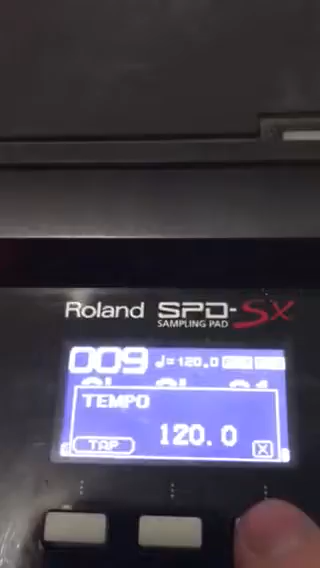 Roland SPD-SX
SAMPLING PAD
009 ♩=120.0
TEMPO
120.0
TAP X